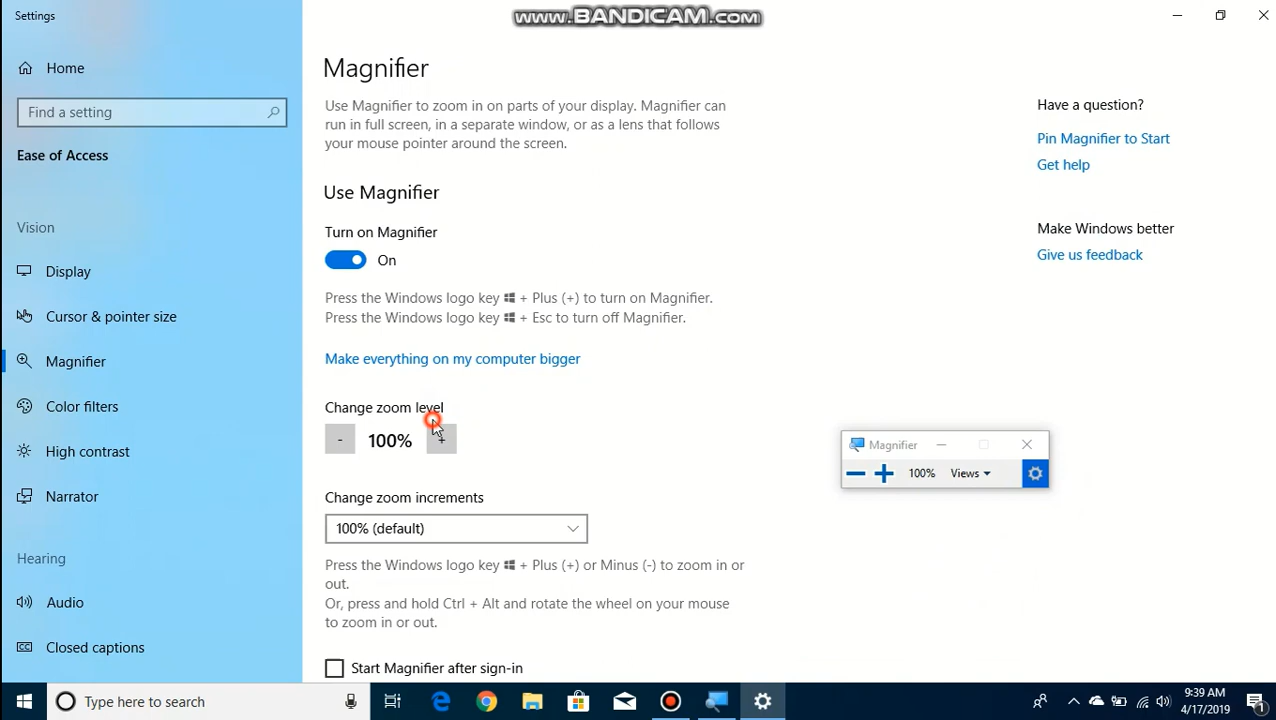 Settings
www.BANDICAM.com
Home
Find a setting
Ease of Access
Vision
Display
Cursor & pointer size
Magnifier
Color filters
High contrast
Narrator
Hearing
Audio
Closed captions
Magnifier
Use Magnifier to zoom in on parts of your display. Magnifier can
run in full screen, in a separate window, or as a lens that follows
your mouse pointer around the screen.
Use Magnifier
Turn on Magnifier
On
Press the Windows logo key + Plus (+) to turn on Magnifier.
Press the Windows logo key + Esc to turn off Magnifier.
Make everything on my computer bigger
Change zoom level
- 100% +
Change zoom increments
100% (default)
Press the Windows logo key + Plus (+) or Minus (-) to zoom in or
out.
Or, press and hold Ctrl + Alt and rotate the wheel on your mouse
to zoom in or out.
Start Magnifier after sign-in
Have a question?
Pin Magnifier to Start
Get help
Make Windows better
Give us feedback
Magnifier
100% Views
Type here to search
9:39 AM
4/17/2019
1